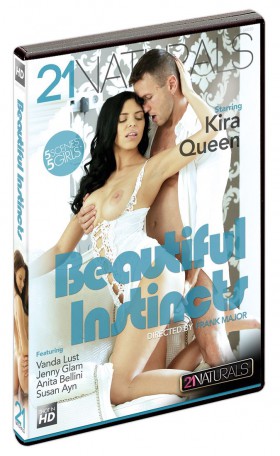 21NATURALS
Starring
Kira
Queen
5 SCENES
5 GIRLS
Beautiful
Instincts
DIRECTED BY FRANK MAJOR
Featuring
Vanda Lust
Jenny Glam
Anita Bellini
Susan Ayn
21NATURALS
HD
Beautiful Instincts
21
HD